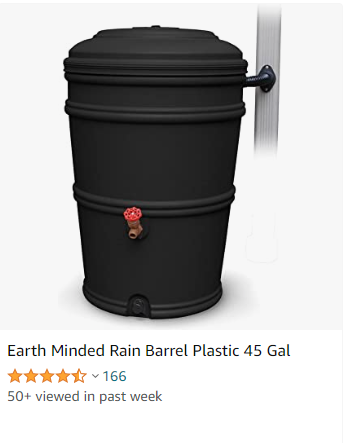 Earth Minded Rain Barrel Plastic 45 Gal
166
50+ viewed in past week